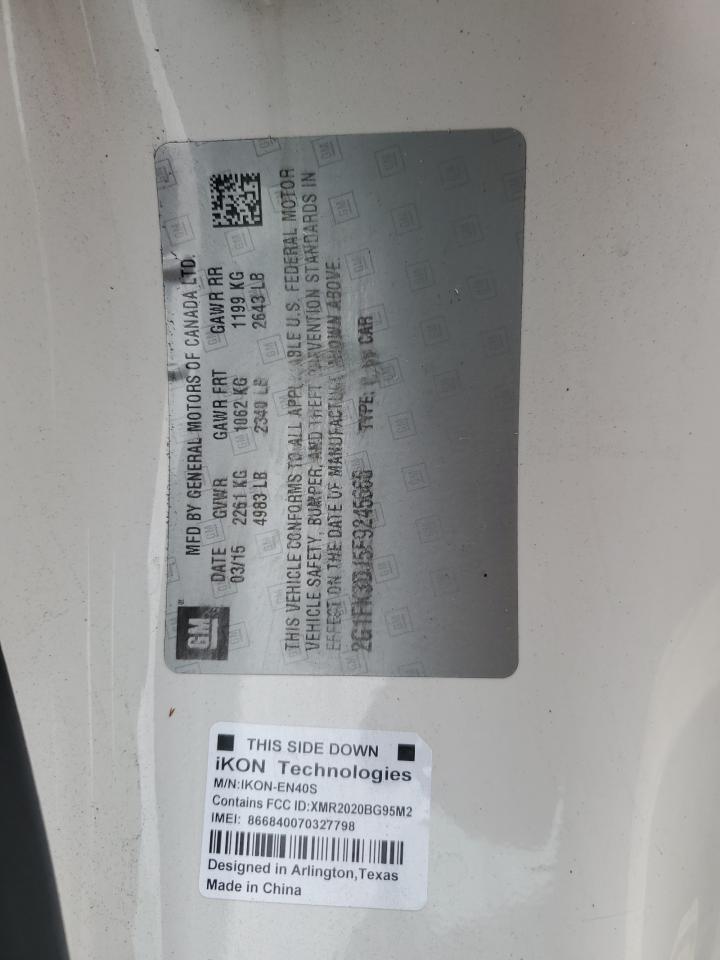 GM
MFD BY GENERAL MOTORS OF CANADA LTD.
DATE GVWR GAWR FRT GAWR RR
03/15 2261 KG 1062 KG 1199 KG
4983 LB 2340 LB 2643 LB
THIS VEHICLE CONFORMS TO ALL APPLICABLE U.S. FEDERAL MOTOR
VEHICLE SAFETY, BUMPER, AND THEFT PREVENTION STANDARDS IN
EFFECT ON THE DATE OF MANUFACTURE SHOWN ABOVE.
TYPE: CAR
THIS SIDE DOWN
iKON Technologies
M/N:IKON-EN40S
Contains FCC ID:XMR2020BG95M2
IMEI: 866840070327798
Designed in Arlington,Texas
Made in China